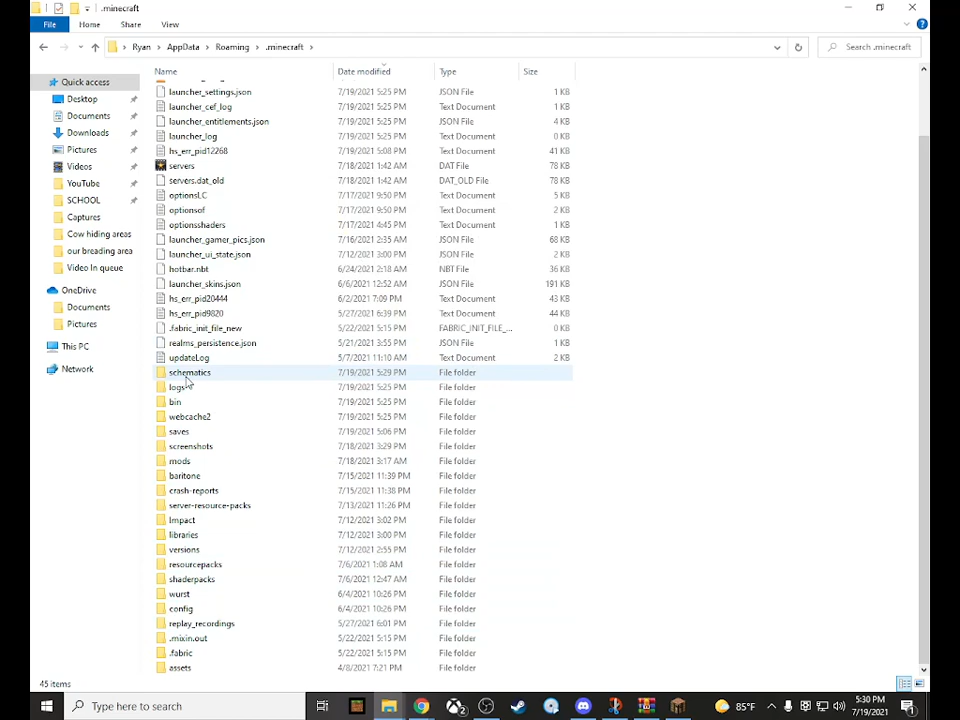 .minecraft
File Home Share View
Ryan AppData Roaming .minecraft Search .minecraft
Name Date modified Type Size
Quick access
Desktop
Documents
Downloads
Pictures
Videos
YouTube
SCHOOL
Captures
Cow hiding areas
our breading area
Video In queue
OneDrive
Documents
Pictures
This PC
Network
launcher_settings.json 7/19/2021 5:25 PM JSON File 1 KB
launcher_cef_log 7/19/2021 5:25 PM Text Document 2 KB
launcher_entitlements.json 7/19/2021 5:25 PM JSON File 4 KB
launcher_log 7/19/2021 5:25 PM Text Document 0 KB
hs_err_pid12268 7/19/2021 5:08 PM Text Document 41 KB
servers 7/18/2021 1:42 AM DAT File 78 KB
servers.dat_old 7/18/2021 1:42 AM DAT_OLD File 78 KB
optionsLC 7/17/2021 9:50 PM Text Document 5 KB
optionsof 7/17/2021 9:50 PM Text Document 2 KB
optionsshaders 7/17/2021 4:45 PM Text Document 1 KB
launcher_gamer_pics.json 7/16/2021 2:35 AM JSON File 68 KB
launcher_ui_state.json 7/12/2021 3:00 PM JSON File 2 KB
hotbar.nbt 6/24/2021 2:18 AM NBT File 36 KB
launcher_skins.json 6/6/2021 12:52 AM JSON File 191 KB
hs_err_pid20444 6/2/2021 7:09 PM Text Document 43 KB
hs_err_pid9820 5/27/2021 6:39 PM Text Document 44 KB
.fabric_init_file_new 5/22/2021 5:15 PM FABRIC_INIT_FILE_... 0 KB
realms_persistence.json 5/21/2021 3:55 PM JSON File 1 KB
updateLog 5/7/2021 11:10 AM Text Document 2 KB
schematics 7/19/2021 5:29 PM File folder
logs 7/19/2021 5:25 PM File folder
bin 7/19/2021 5:25 PM File folder
webcache2 7/19/2021 5:25 PM File folder
saves 7/19/2021 5:06 PM File folder
screenshots 7/18/2021 3:29 PM File folder
mods 7/18/2021 3:17 AM File folder
baritone 7/15/2021 11:39 PM File folder
crash-reports 7/15/2021 11:38 PM File folder
server-resource-packs 7/13/2021 11:26 PM File folder
Impact 7/12/2021 3:02 PM File folder
libraries 7/12/2021 3:00 PM File folder
versions 7/12/2021 2:55 PM File folder
resourcepacks 7/6/2021 1:08 AM File folder
shaderpacks 7/6/2021 12:47 AM File folder
wurst 6/4/2021 10:26 PM File folder
config 6/4/2021 10:26 PM File folder
replay_recordings 5/27/2021 6:01 PM File folder
.mixin.out 5/22/2021 5:15 PM File folder
.fabric 5/22/2021 5:15 PM File folder
assets 4/8/2021 7:21 PM File folder
45 items
Type here to search 85°F 5:30 PM
7/19/2021